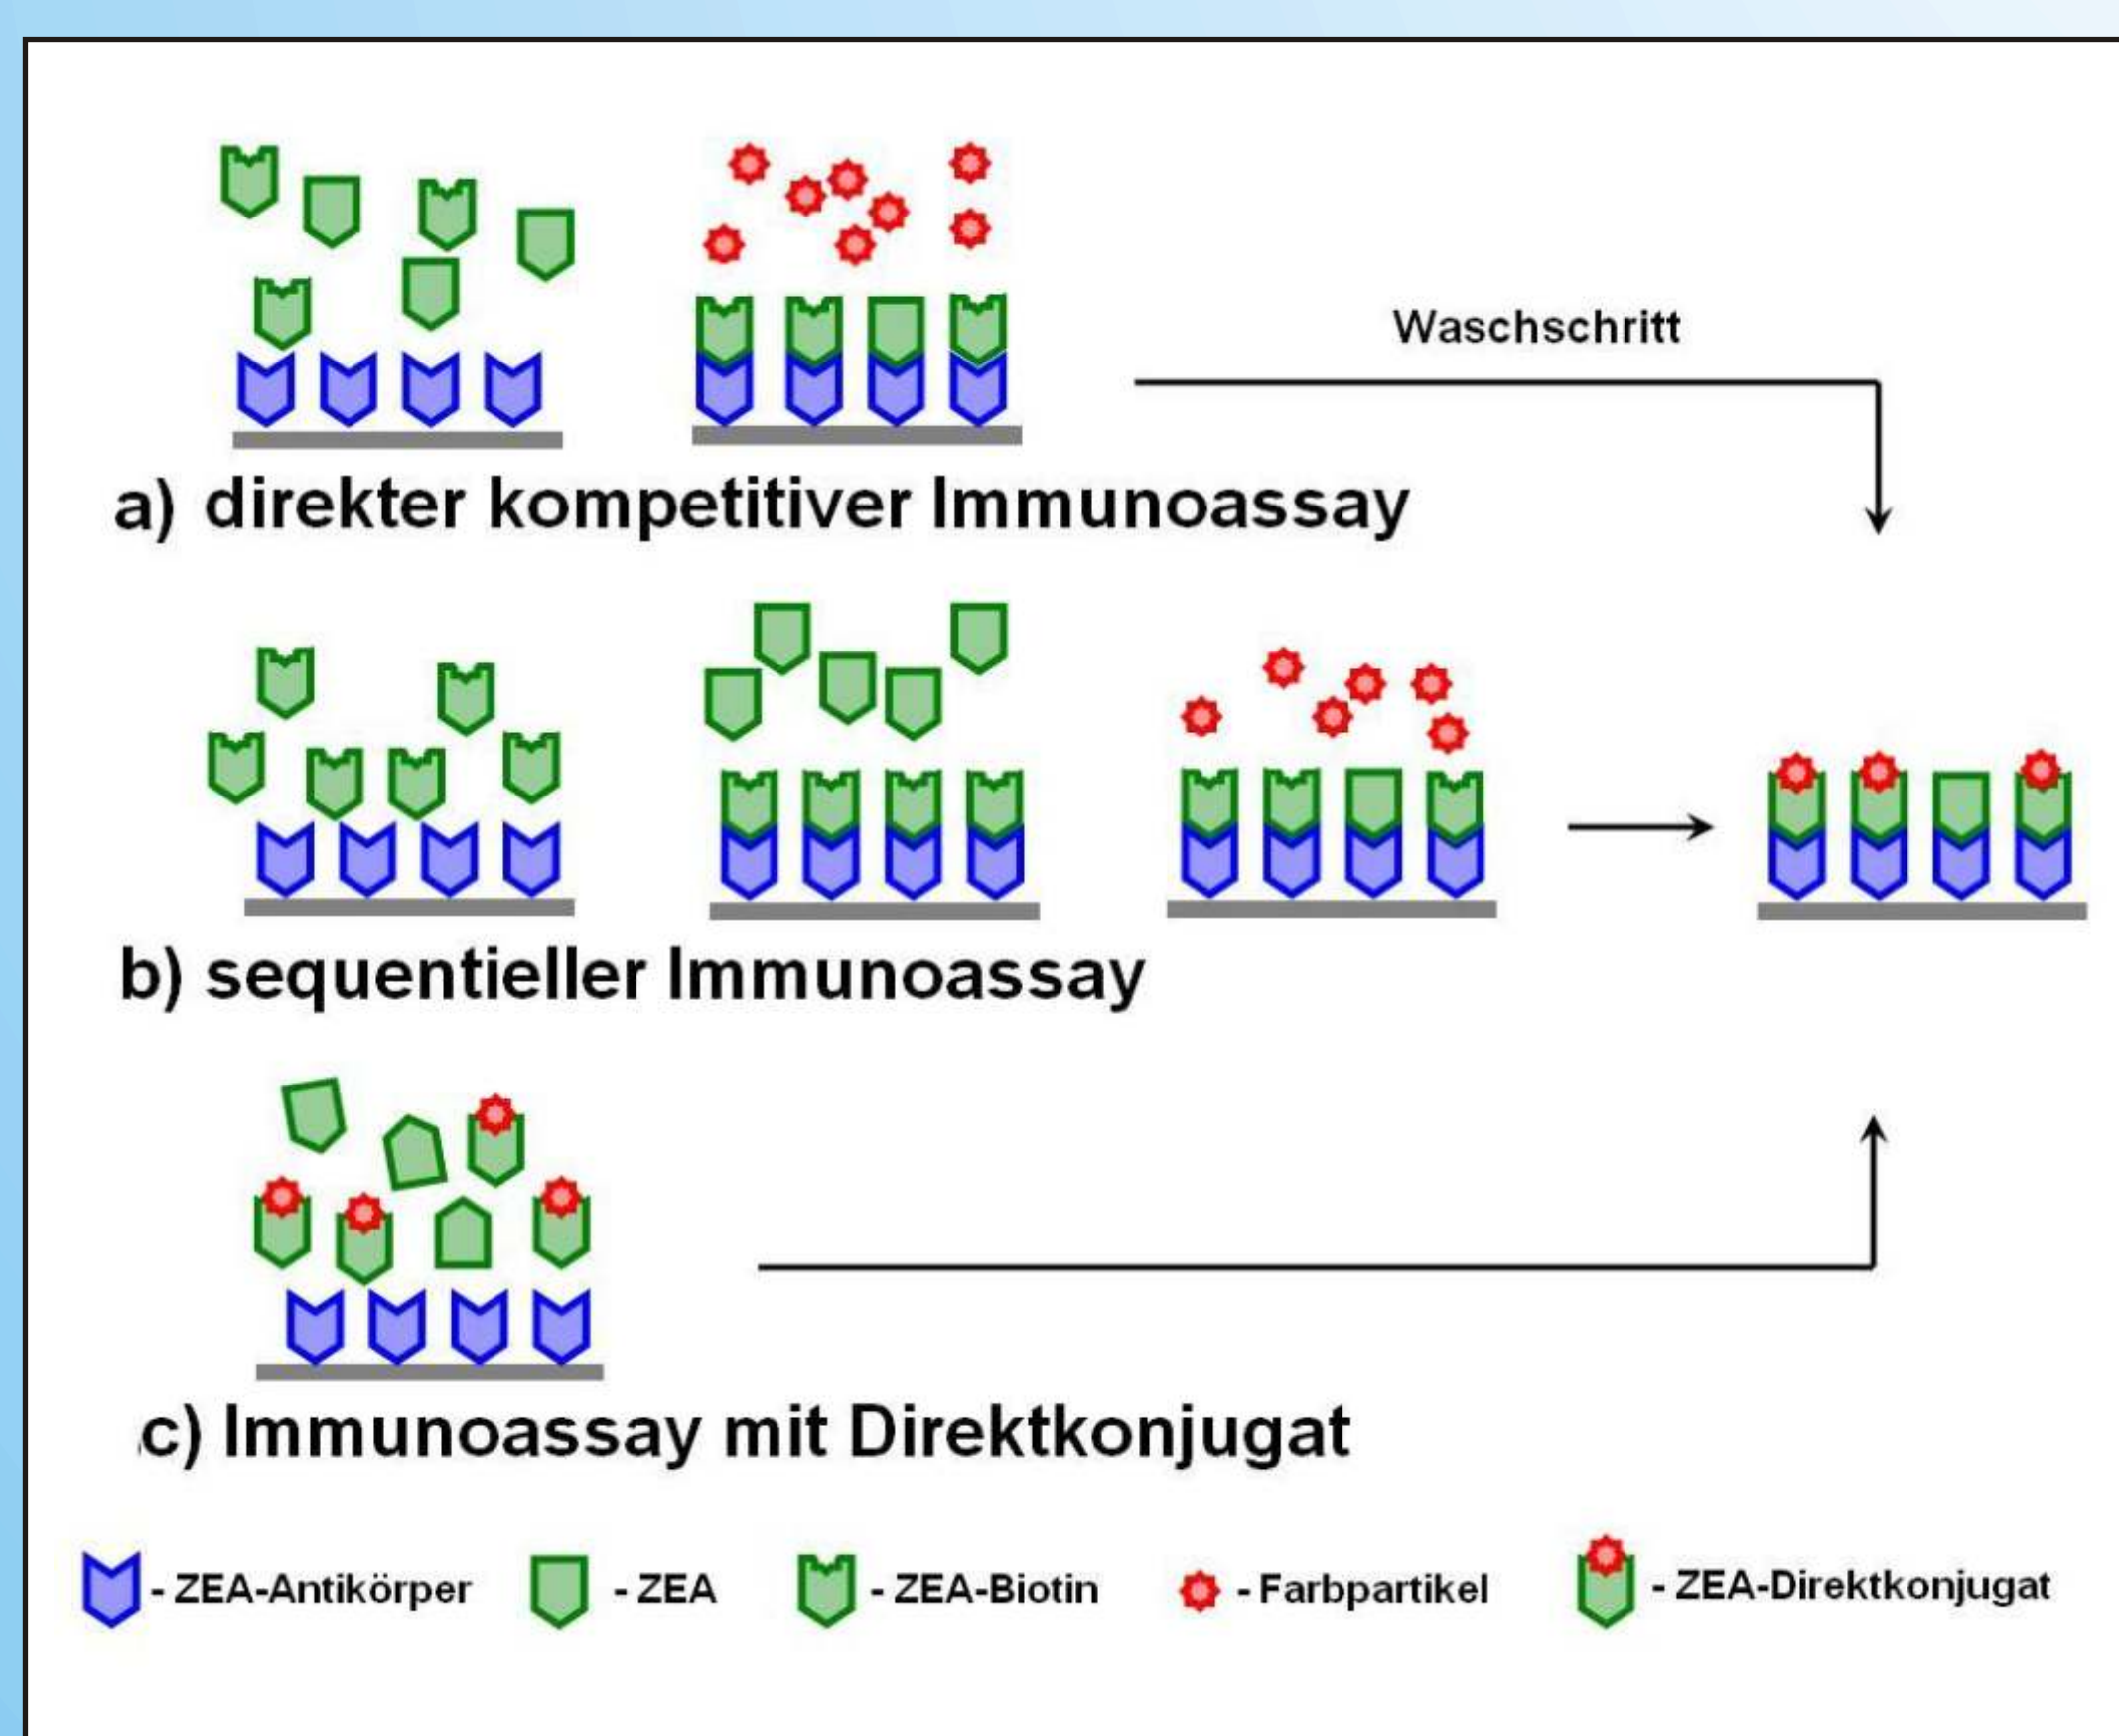 Waschschritt
a) direkter kompetitiver Immunoassay
b) sequentieller Immunoassay
c) Immunoassay mit Direktkonjugat
- ZEA-Antikörper - ZEA - ZEA-Biotin - Farbpartikel - ZEA-Direktkonjugat